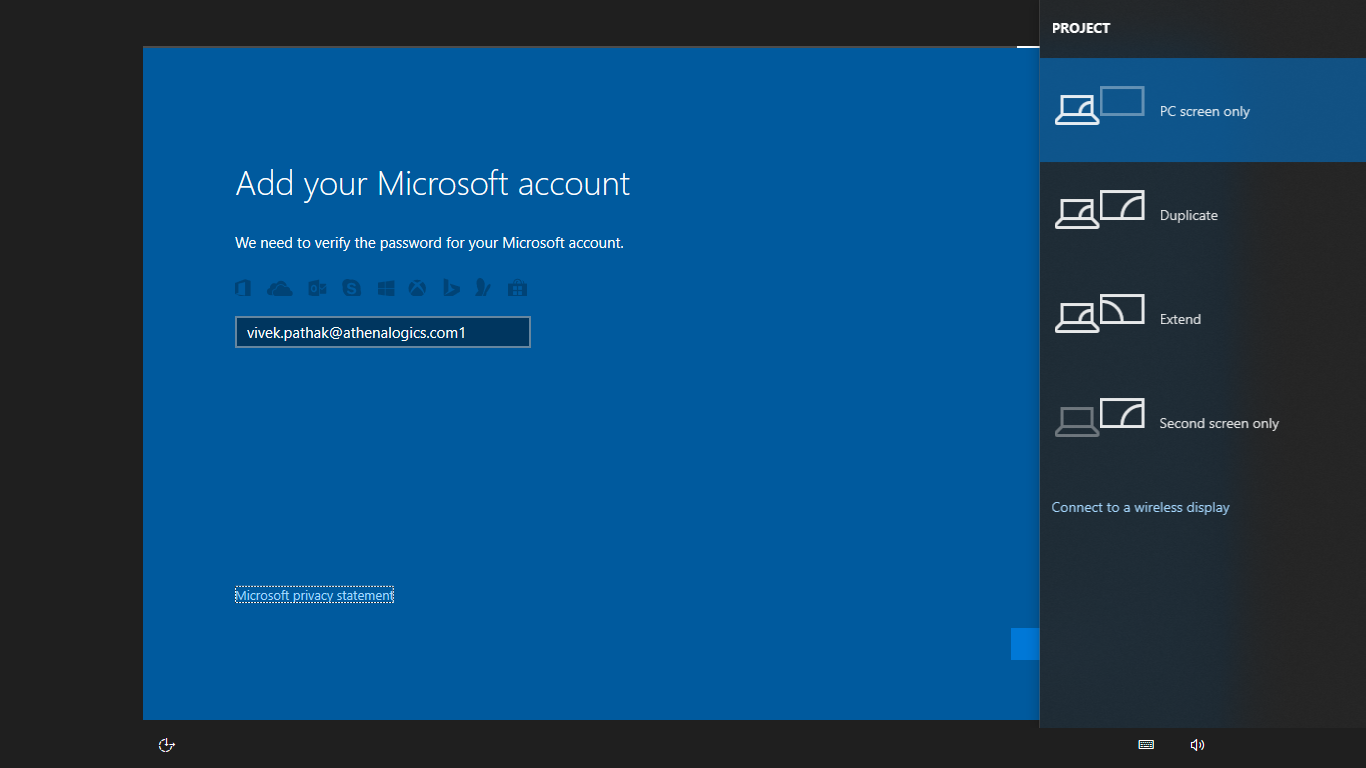 Add your Microsoft account
We need to verify the password for your Microsoft account.
vivek.pathak@athenalogics.com1
Microsoft privacy statement
PROJECT
PC screen only
Duplicate
Extend
Second screen only
Connect to a wireless display